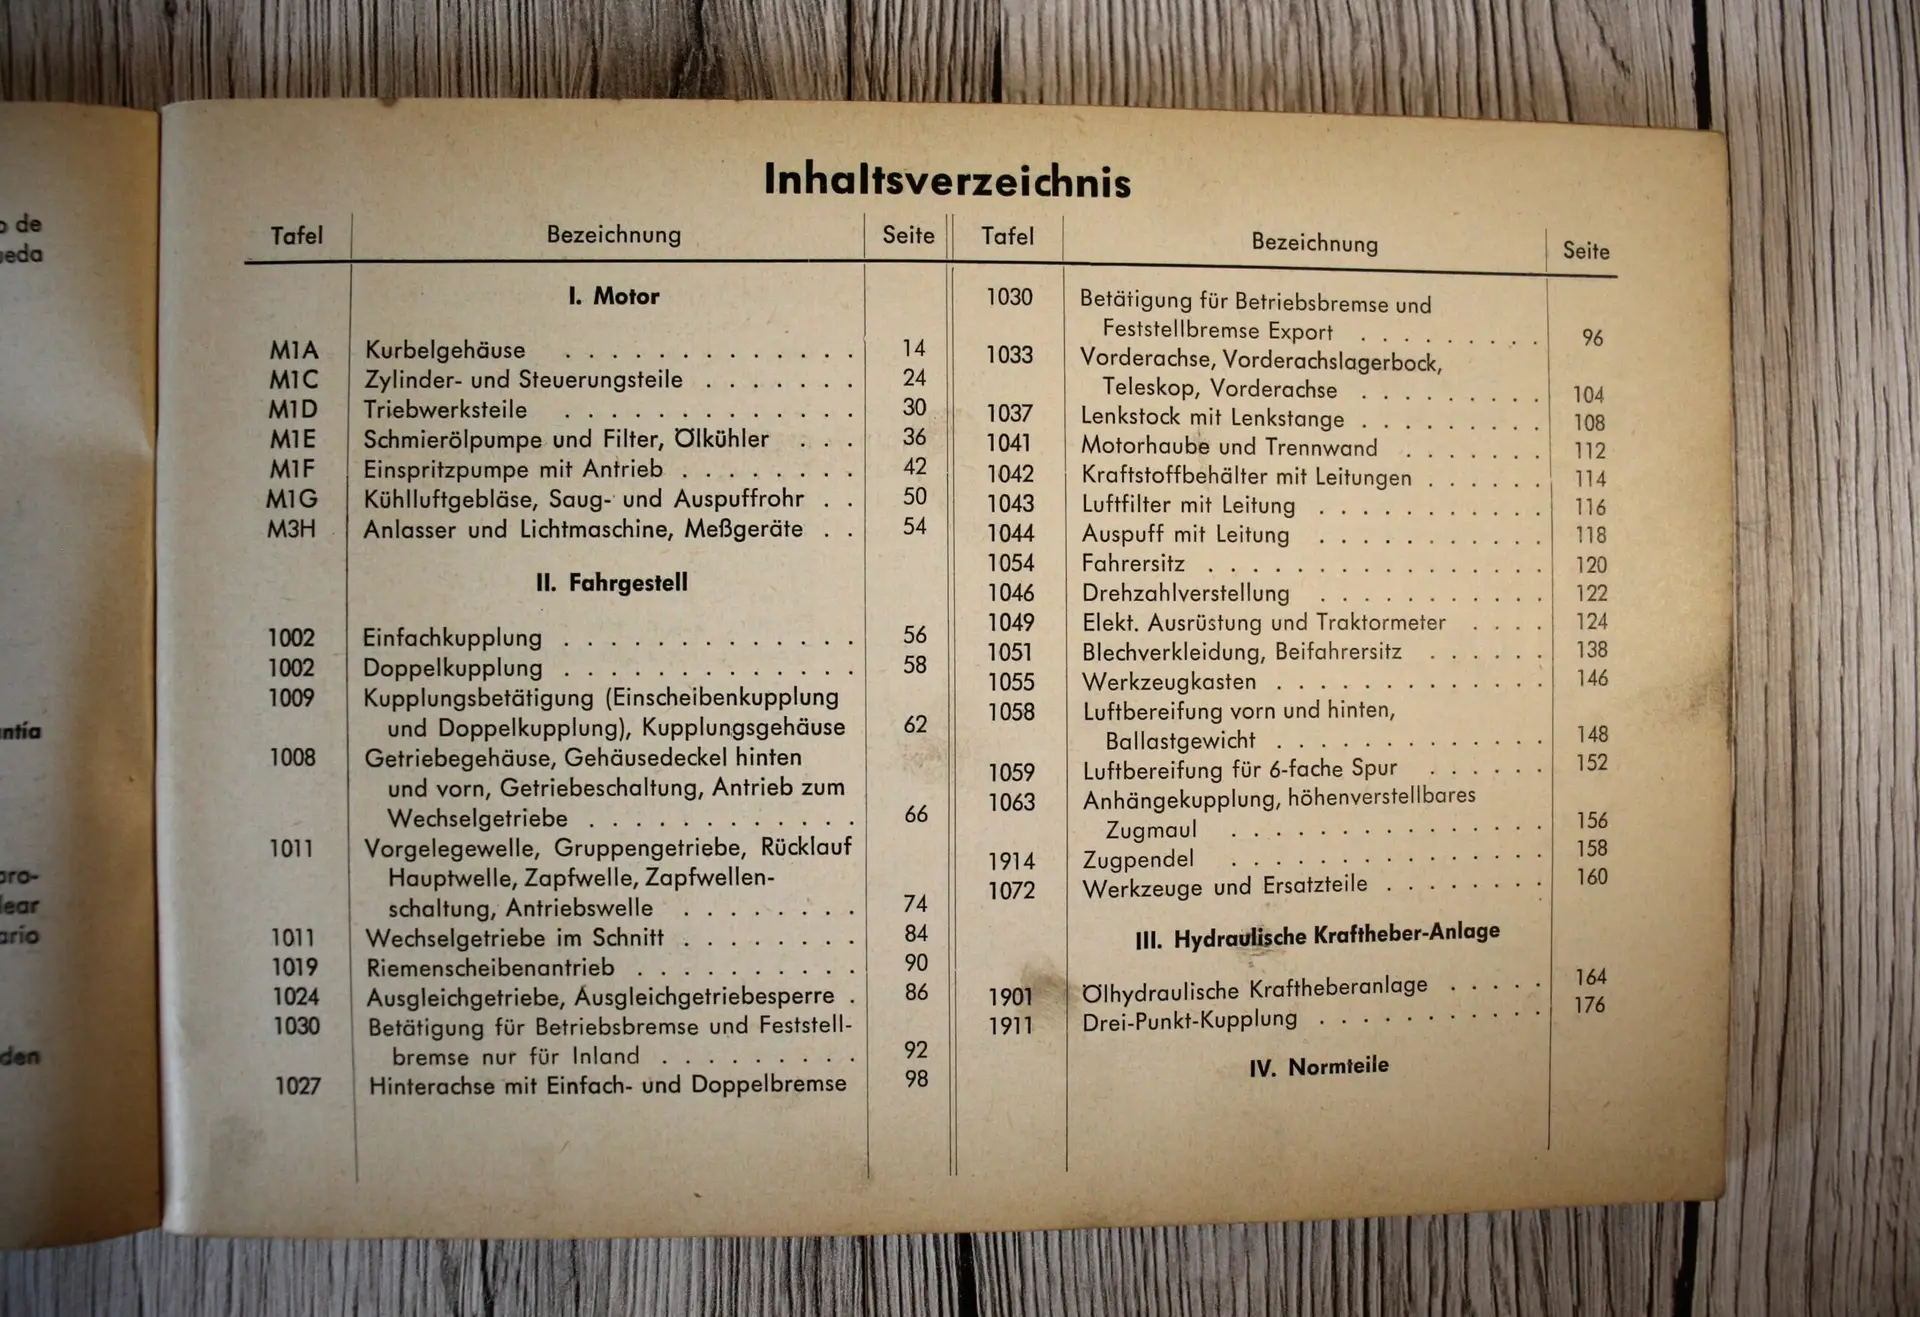 o de
ueda
ntía
pro-
lear
ario
den
Inhaltsverzeichnis
Tafel Bezeichnung Seite
I. Motor
M1A Kurbelgehäuse . . . . . . . . . . . . . 14
M1C Zylinder- und Steuerungsteile . . . . . . . 24
M1D Triebwerksteile . . . . . . . . . . . . . 30
M1E Schmierölpumpe und Filter, Ölkühler . . . 36
M1F Einspritzpumpe mit Antrieb . . . . . . . . 42
M1G Kühlluftgebläse, Saug- und Auspuffrohr . . 50
M3H Anlasser und Lichtmaschine, Meßgeräte . . 54
II. Fahrgestell
1002 Einfachkupplung . . . . . . . . . . . . . 56
1002 Doppelkupplung . . . . . . . . . . . . . 58
1009 Kupplungsbetätigung (Einscheibenkupplung
und Doppelkupplung), Kupplungsgehäuse 62
1008 Getriebegehäuse, Gehäusedeckel hinten
und vorn, Getriebeschaltung, Antrieb zum
Wechselgetriebe . . . . . . . . . . . . 66
1011 Vorgelegewelle, Gruppengetriebe, Rücklauf
Hauptwelle, Zapfwelle, Zapfwellen-
schaltung, Antriebswelle . . . . . . . . 74
1011 Wechselgetriebe im Schnitt . . . . . . . . 84
1019 Riemenscheibenantrieb . . . . . . . . . . 90
1024 Ausgleichgetriebe, Ausgleichgetriebesperre . 86
1030 Betätigung für Betriebsbremse und Feststell-
bremse nur für Inland . . . . . . . . . 92
1027 Hinterachse mit Einfach- und Doppelbremse 98
Tafel Bezeichnung Seite
1030 Betätigung für Betriebsbremse und
Feststellbremse Export . . . . . . . . . 96
1033 Vorderachse, Vorderachslagerbock,
Teleskop, Vorderachse . . . . . . . . . 104
1037 Lenkstock mit Lenkstange . . . . . . . . . 108
1041 Motorhaube und Trennwand . . . . . . . 112
1042 Kraftstoffbehälter mit Leitungen . . . . . . 114
1043 Luftfilter mit Leitung . . . . . . . . . . . 116
1044 Auspuff mit Leitung . . . . . . . . . . . 118
1054 Fahrersitz . . . . . . . . . . . . . . . . 120
1046 Drehzahlverstellung . . . . . . . . . . . 122
1049 Elekt. Ausrüstung und Traktormeter . . . . 124
1051 Blechverkleidung, Beifahrersitz . . . . . . 138
1055 Werkzeugkasten . . . . . . . . . . . . . 146
1058 Luftbereifung vorn und hinten,
Ballastgewicht . . . . . . . . . . . . . 148
1059 Luftbereifung für 6-fache Spur . . . . . . 152
1063 Anhängekupplung, höhenverstellbares
Zugmaul . . . . . . . . . . . . . . . 156
1914 Zugpendel . . . . . . . . . . . . . . . 158
1072 Werkzeuge und Ersatzteile . . . . . . . . 160
III. Hydraulische Kraftheber-Anlage
1901 Ölhydraulische Kraftheberanlage . . . . . 164
1911 Drei-Punkt-Kupplung . . . . . . . . . . . 176
IV. Normteile